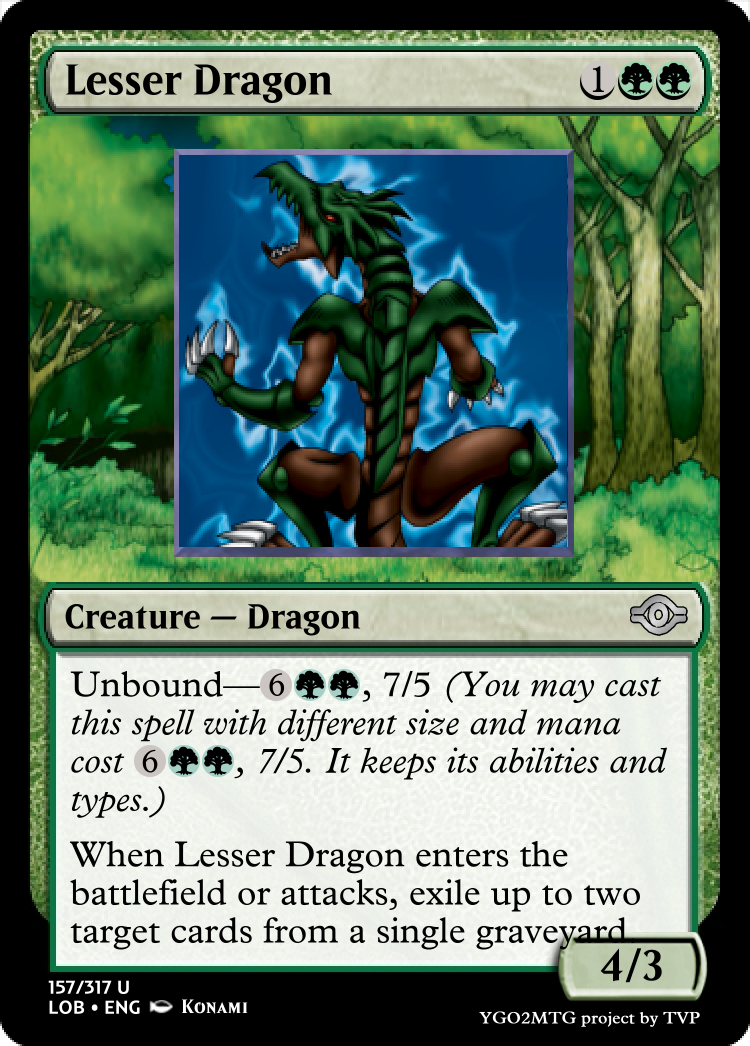 Lesser Dragon 1
Creature — Dragon
Unbound—6, 7/5 (You may cast
this spell with different size and mana
cost 6, 7/5. It keeps its abilities and
types.)
When Lesser Dragon enters the
battlefield or attacks, exile up to two
target cards from a single graveyard
4/3
157/317 U
LOB • ENG Konami
YGO2MTG project by TVP